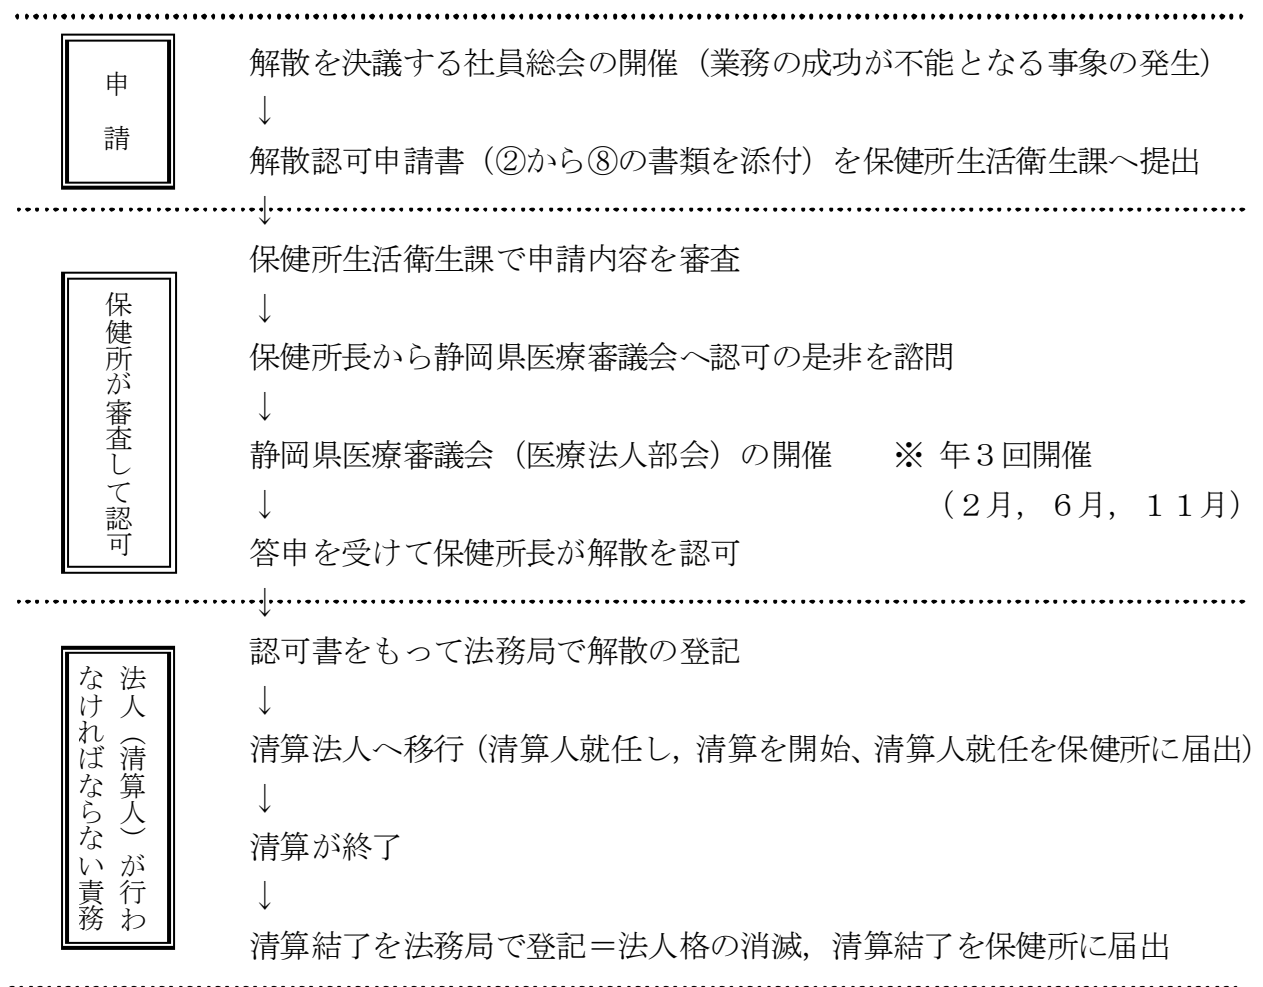 申請
解散を決議する社員総会の開催（業務の成功が不能となる事象の発生）
↓
解散認可申請書（②から⑧の書類を添付）を保健所生活衛生課へ提出
↓
保健所が審査して認可
保健所生活衛生課で申請内容を審査
↓
保健所長から静岡県医療審議会へ認可の是非を諮問
↓
静岡県医療審議会（医療法人部会）の開催　※ 年３回開催
↓　（２月，６月，１１月）
答申を受けて保健所長が解散を認可
↓
法人（清算人）が行わ
なければならない責務
認可書をもって法務局で解散の登記
↓
清算法人へ移行（清算人就任し，清算を開始、清算人就任を保健所に届出）
↓
清算が終了
↓
清算結了を法務局で登記＝法人格の消滅，清算結了を保健所に届出